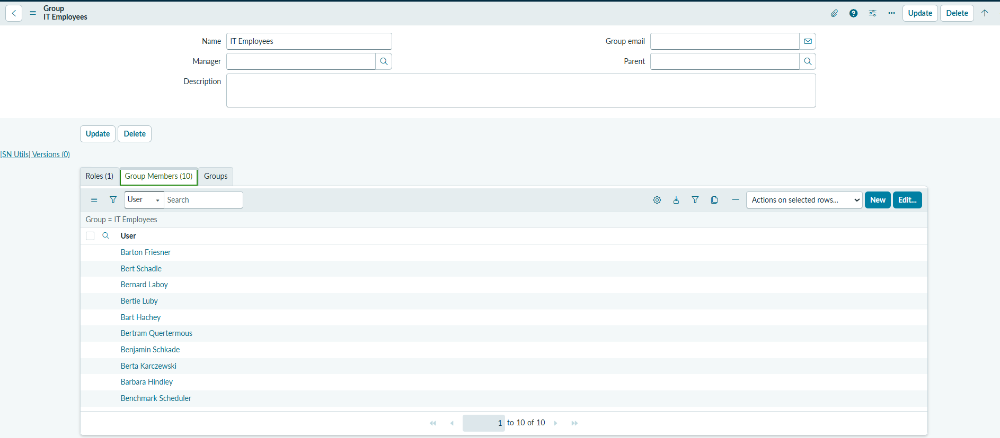 Group
IT Employees
Update
Delete
Name
IT Employees
Group email
Manager
Parent
Description
Update
Delete
[SN Utils] Versions (0)
Roles (1)
Group Members (10)
Groups
User
Search
Actions on selected rows...
New
Edit...
Group = IT Employees
User
Barton Friesner
Bert Schadle
Bernard Laboy
Bertie Luby
Bart Hachey
Bertram Quertermous
Benjamin Schkade
Berta Karczewski
Barbara Hindley
Benchmark Scheduler
1 to 10 of 10